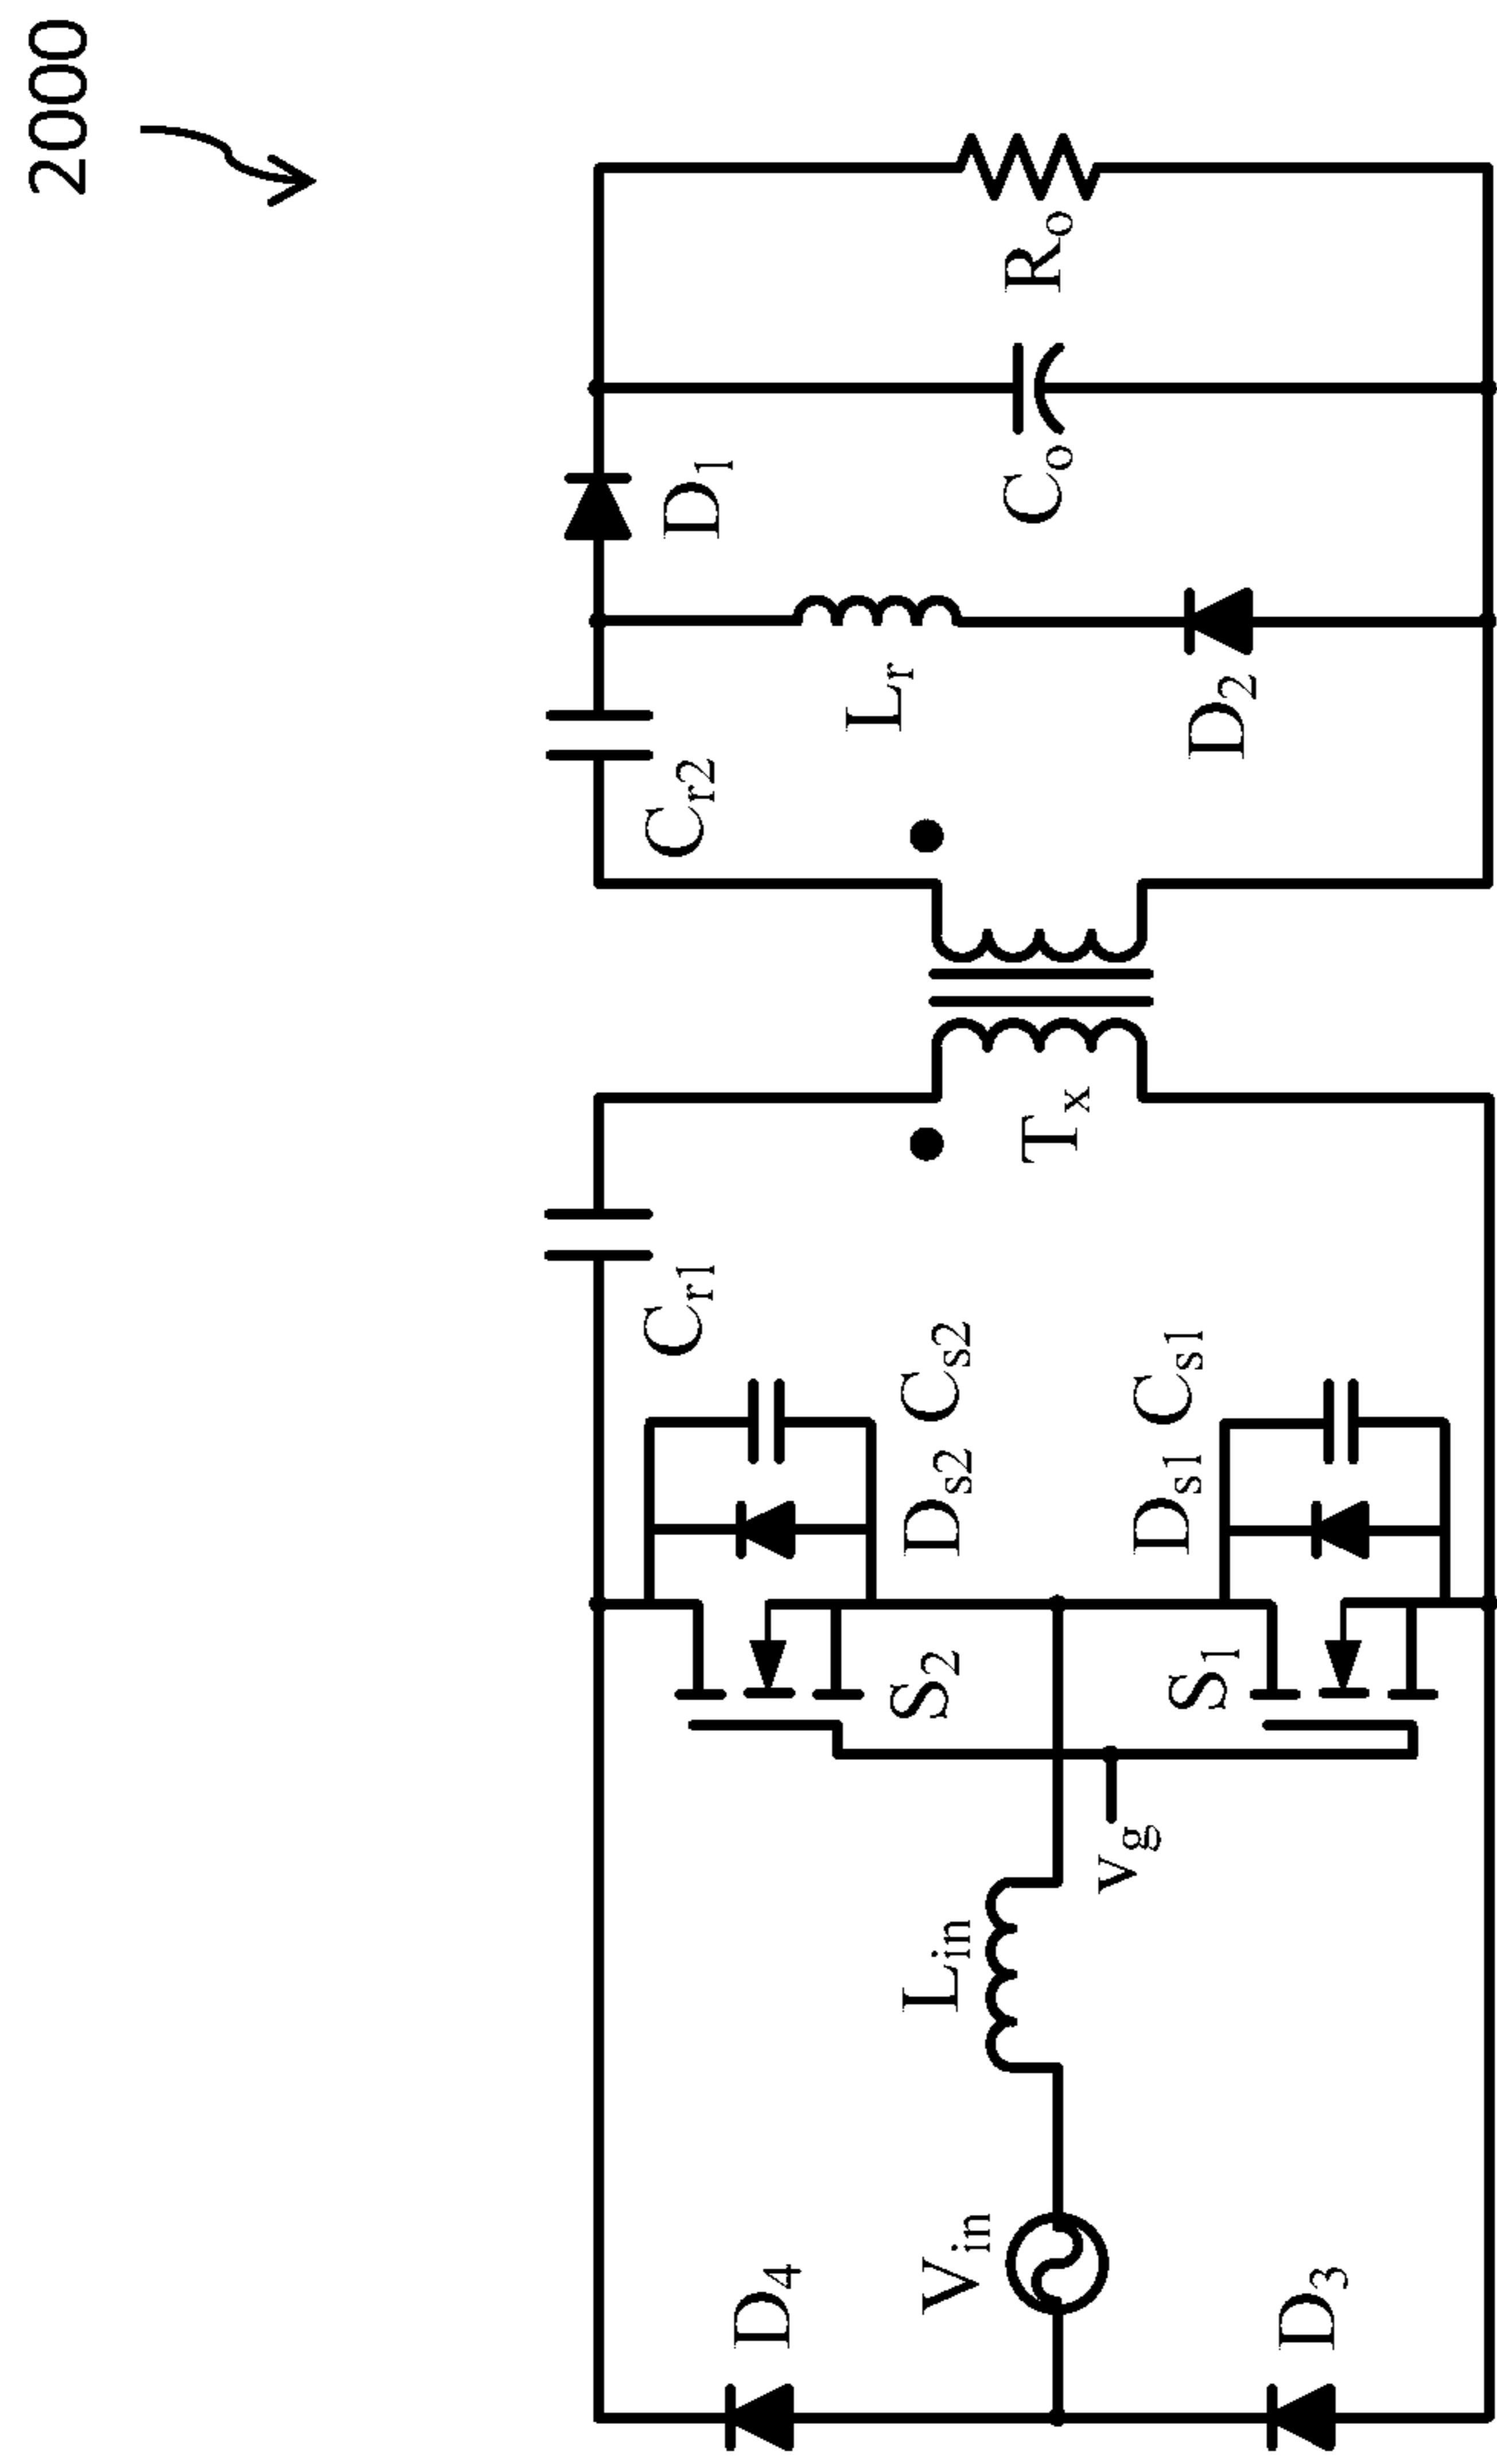 2000
D1
Ro
Co
Lr
D2
Cr2
Tx
Cr1
Ds2 Cs2
Ds1 Cs1
S2
S1
vg
Lin
Vin
D4
D3